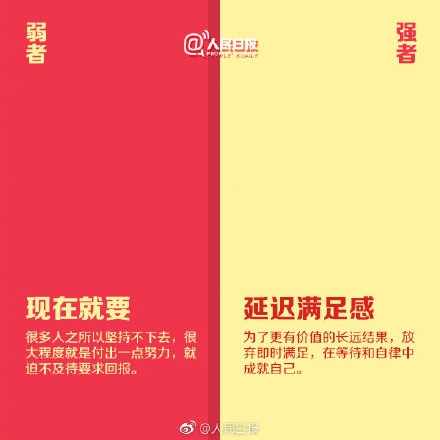 弱者
@人民日报
PEOPLE'S DAILY
强者
现在就要
很多人之所以坚持不下去，很
大程度就是付出一点努力，就
迫不及待要求回报。
延迟满足感
为了更有价值的长远结果，放
弃即时满足，在等待和自律中
成就自己。
@人民日报